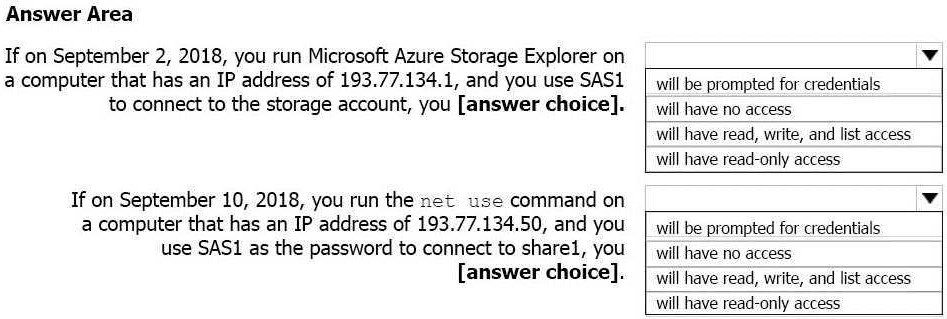 Answer Area
If on September 2, 2018, you run Microsoft Azure Storage Explorer on
a computer that has an IP address of 193.77.134.1, and you use SAS1
to connect to the storage account, you [answer choice].
will be prompted for credentials
will have no access
will have read, write, and list access
will have read-only access
If on September 10, 2018, you run the net use command on
a computer that has an IP address of 193.77.134.50, and you
use SAS1 as the password to connect to share1, you
[answer choice].
will be prompted for credentials
will have no access
will have read, write, and list access
will have read-only access